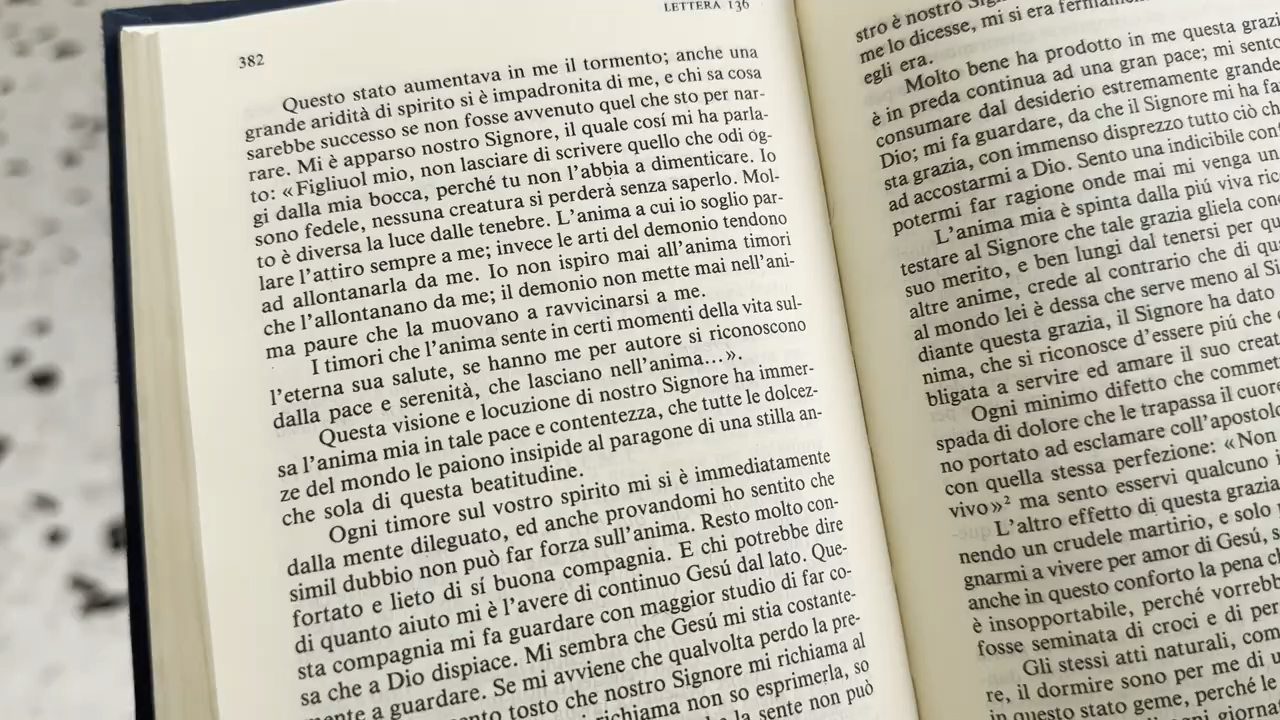 LETTERA 136
382
Questo stato aumentava in me il tormento; anche una
grande aridità di spirito si è impadronita di me, e chi sa cosa
sarebbe successo se non fosse avvenuto quel che sto per nar-
rare. Mi è apparso nostro Signore, il quale cosí mi ha parla-
to: «Figliuol mio, non lasciare di scrivere quello che odi og-
gi dalla mia bocca, perché tu non l'abbia a dimenticare. Io
sono fedele, nessuna creatura si perderà senza saperlo. Mol-
to è diversa la luce dalle tenebre. L'anima a cui io soglio par-
lare l'attiro sempre a me; invece le arti del demonio tendono
ad allontanarla da me. Io non ispiro mai all'anima timori
che l'allontanano da me; il demonio non mette mai nell'ani-
ma paure che la muovano a ravvicinarsi a me.
I timori che l'anima sente in certi momenti della vita sul-
l'eterna sua salute, se hanno me per autore si riconoscono
dalla pace e serenità, che lasciano nell'anima...».
Questa visione e locuzione di nostro Signore ha immer-
sa l'anima mia in tale pace e contentezza, che tutte le dolcez-
ze del mondo le paiono insipide al paragone di una stilla an-
che sola di questa beatitudine.
Ogni timore sul vostro spirito mi si è immediatamente
dalla mente dileguato, ed anche provandomi ho sentito che
simil dubbio non può far forza sull'anima. Resto molto con-
fortato e lieto di sí buona compagnia. E chi potrebbe dire
di quanto aiuto mi è l'avere di continuo Gesú dal lato. Que-
sta compagnia mi fa guardare con maggior studio di far co-
sa che a Dio dispiace. Mi sembra che Gesú mi stia costante-
mente a guardare. Se mi avviene che qualvolta perdo la pre-
tosto che nostro Signore mi richiama al
richiama non so esprimerla, so
la sente non può
stro è nostro
me lo dicesse, mi si era
egli era.
Molto bene ha prodotto in me questa
è in preda continua ad una gran pace; mi
consumare dal desiderio estremamente grande
Dio; mi fa guardare, da che il Signore mi ha
sta grazia, con immenso disprezzo tutto ciò
ad accostarmi a Dio. Sento una indicibile
potermi far ragione onde mai mi venga
L'anima mia è spinta dalla piú viva
testare al Signore che tale grazia gliela
suo merito, e ben lungi dal tenersi per
altre anime, crede al contrario che di
al mondo lei è dessa che serve meno al
diante questa grazia, il Signore ha dato
nima, che si riconosce d'essere piú che
bligata a servire ed amare il suo
Ogni minimo difetto che
spada di dolore che le trapassa il
no portato ad esclamare coll'apostolo
con quella stessa perfezione: «Non
vivo»² ma sento esservi qualcuno
L'altro effetto di questa grazia
nendo un crudele martirio, e solo
gnarmi a vivere per amor di Gesú,
anche in questo conforto la pena
è insopportabile, perché
fosse seminata di croci e di
Gli stessi atti naturali,
re, il dormire sono per me di
in questo stato geme, perché le